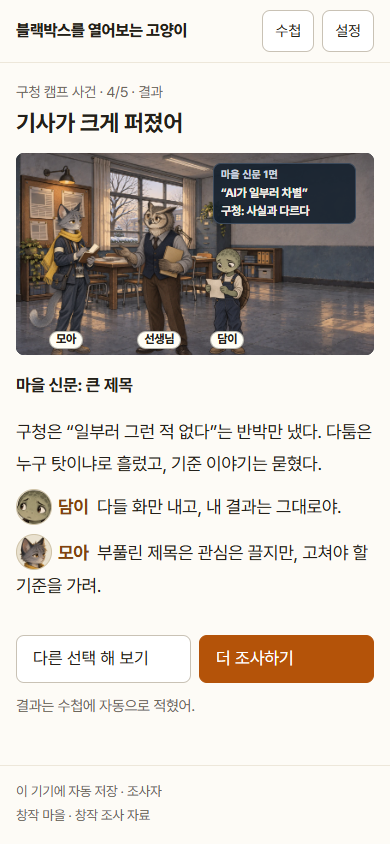 블랙박스를 열어보는 고양이
수첩
설정
구청 캠프 사건 · 4/5 · 결과
기사가 크게 퍼졌어
마을 신문 1면
“AI가 일부러 차별”
구청: 사실과 다르다
모아
선생님
담이
마을 신문: 큰 제목
구청은 “일부러 그런 적 없다”는 반박만 냈다. 다툼은
누구 탓이냐로 흘렀고, 기준 이야기는 묻혔다.
담이 다들 화만 내고, 내 결과는 그대로야.
모아 부풀린 제목은 관심은 끌지만, 고쳐야 할
기준을 가려.
다른 선택 해 보기
더 조사하기
결과는 수첩에 자동으로 적혔어.
이 기기에 자동 저장 · 조사자
창작 마을 · 창작 조사 자료